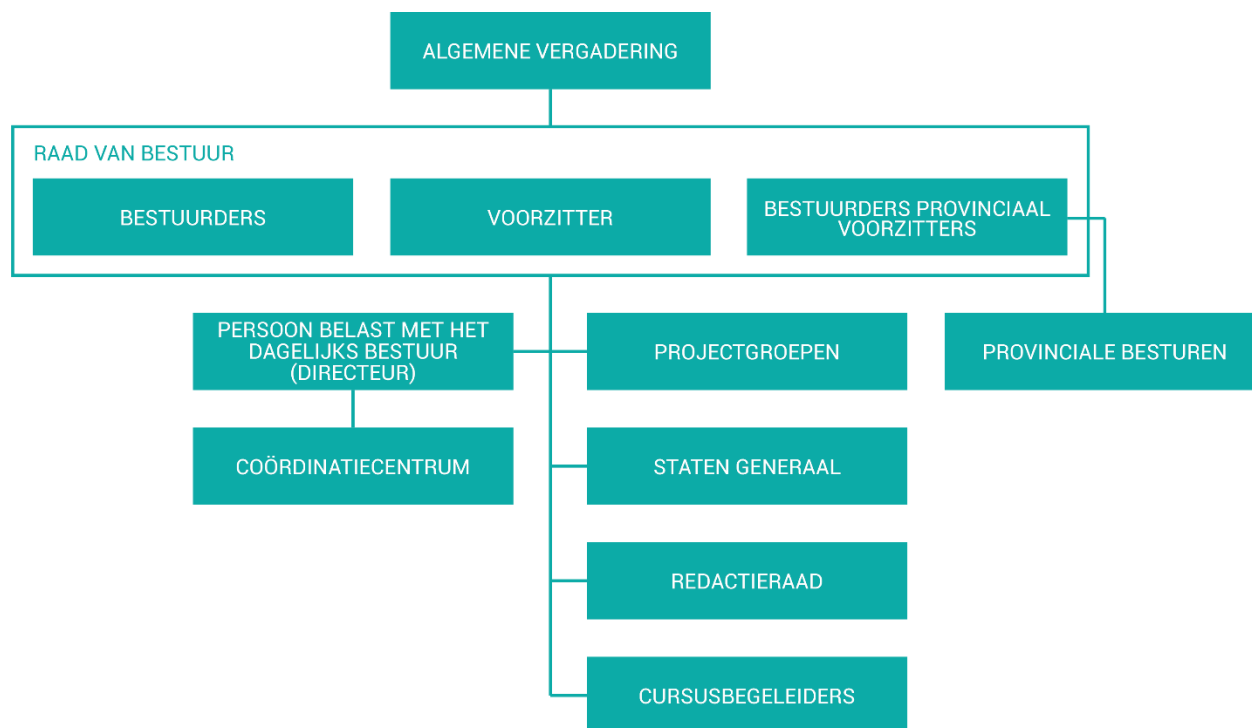 ALGEMENE VERGADERING
RAAD VAN BESTUUR
BESTUURDERS
VOORZITTER
BESTUURDERS PROVINCIAAL
VOORZITTERS
PERSOON BELAST MET HET
DAGELIJKS BESTUUR
(DIRECTEUR)
PROJECTGROEPEN
PROVINCIALE BESTUREN
COÖRDINATIECENTRUM
STATEN GENERAAL
REDACTIERAAD
CURSUSBEGELEIDERS